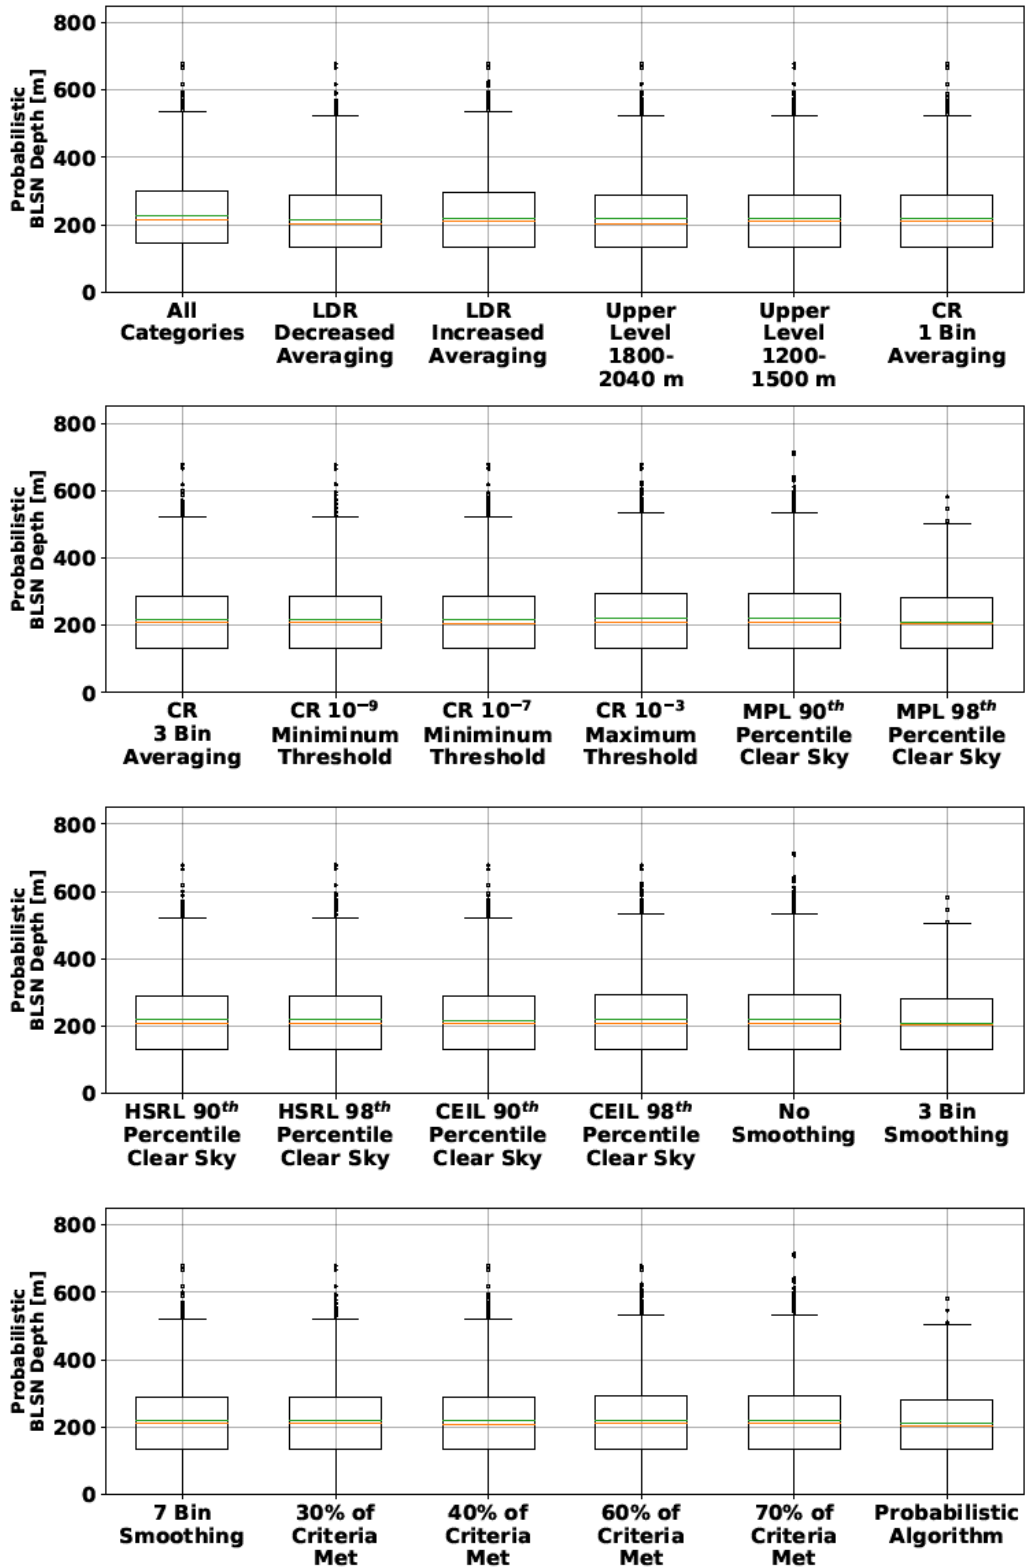 Probabilistic
BLSN Depth [m]
800
600
400
200
0
All
Categories
LDR
Decreased
Averaging
LDR
Increased
Averaging
Upper
Level
1800-
2040 m
Upper
Level
1200-
1500 m
CR
1 Bin
Averaging
Probabilistic
BLSN Depth [m]
800
600
400
200
0
CR
3 Bin
Averaging
CR 10⁻⁹
Miniminum
Threshold
CR 10⁻⁷
Miniminum
Threshold
CR 10⁻³
Maximum
Threshold
MPL 90ᵗʰ
Percentile
Clear Sky
MPL 98ᵗʰ
Percentile
Clear Sky
Probabilistic
BLSN Depth [m]
800
600
400
200
0
HSRL 90ᵗʰ
Percentile
Clear Sky
HSRL 98ᵗʰ
Percentile
Clear Sky
CEIL 90ᵗʰ
Percentile
Clear Sky
CEIL 98ᵗʰ
Percentile
Clear Sky
No
Smoothing
3 Bin
Smoothing
Probabilistic
BLSN Depth [m]
800
600
400
200
0
7 Bin
Smoothing
30% of
Criteria
Met
40% of
Criteria
Met
60% of
Criteria
Met
70% of
Criteria
Met
Probabilistic
Algorithm